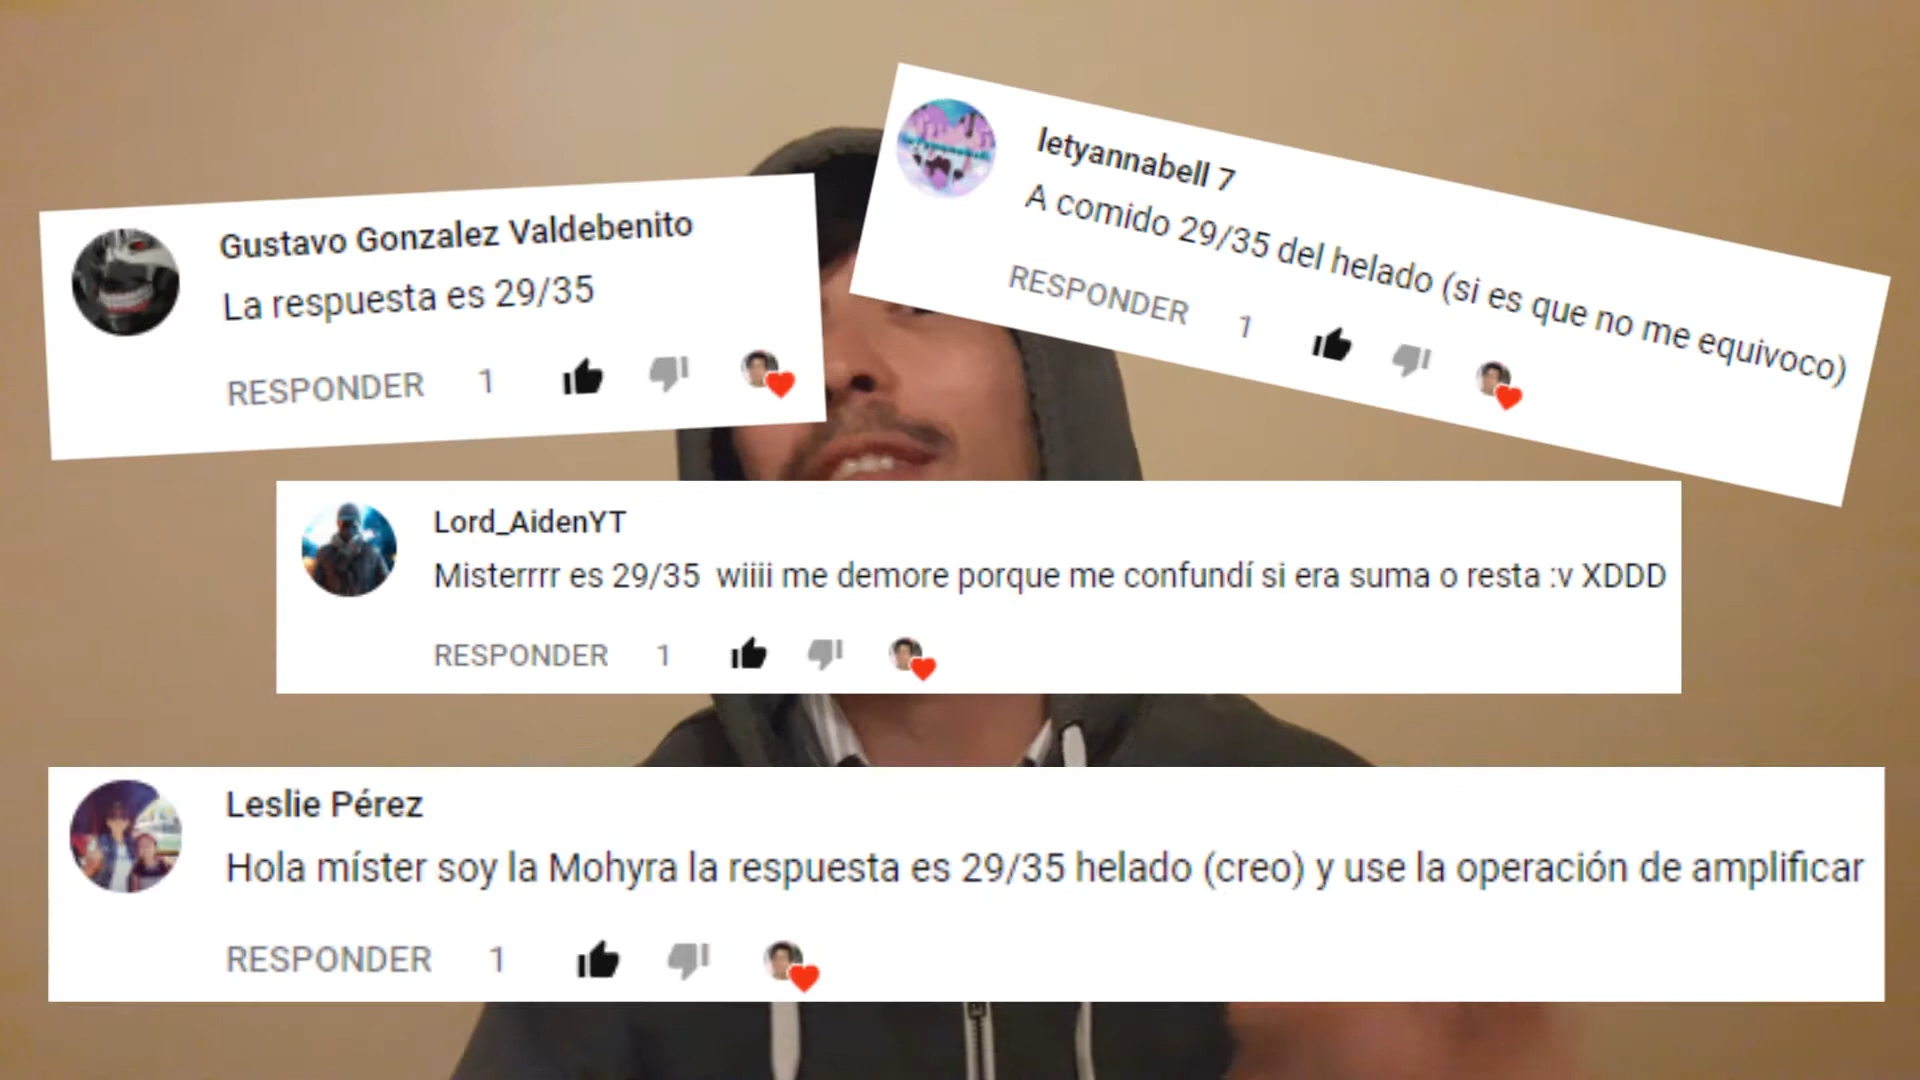 Gustavo Gonzalez Valdebenito
La respuesta es 29/35
RESPONDER 1
letyannabell 7
A comido 29/35 del helado (si es que no me equivoco)
RESPONDER 1
Lord_AidenYT
Misterrrr es 29/35 wiiii me demore porque me confundí si era suma o resta :v XDDD
RESPONDER 1
Leslie Pérez
Hola míster soy la Mohyra la respuesta es 29/35 helado (creo) y use la operación de amplificar
RESPONDER 1